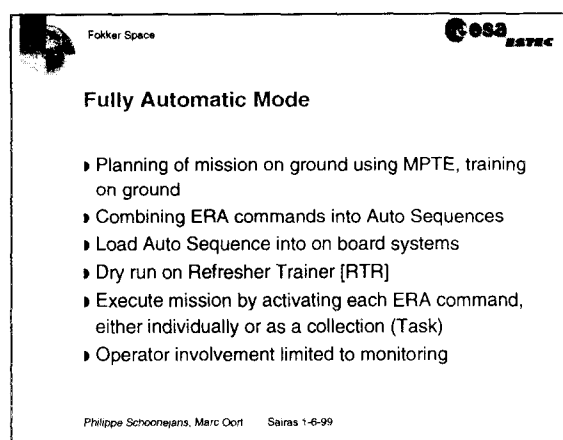 Fokker Space
esa
ESTEC
Fully Automatic Mode
Planning of mission on ground using MPTE, training
on ground
Combining ERA commands into Auto Sequences
Load Auto Sequence into on board systems
Dry run on Refresher Trainer [RTR]
Execute mission by activating each ERA command,
either individually or as a collection (Task)
Operator involvement limited to monitoring
Philippe Schoonejans, Marc Oort Sairas 1-6-99